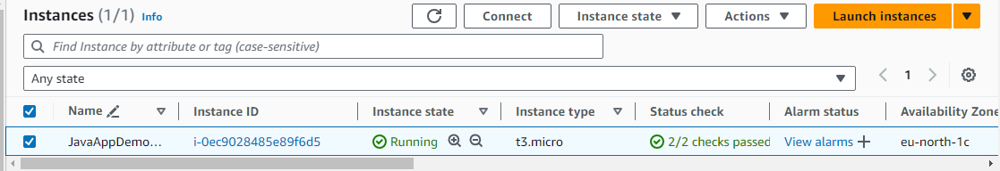 Instances (1/1) Info
Connect
Instance state
Actions
Launch instances
Find Instance by attribute or tag (case-sensitive)
Any state
1
Name Instance ID Instance state Instance type Status check Alarm status Availability Zone
JavaAppDemo... i-0ec9028485e89f6d5 Running t3.micro 2/2 checks passed View alarms eu-north-1c